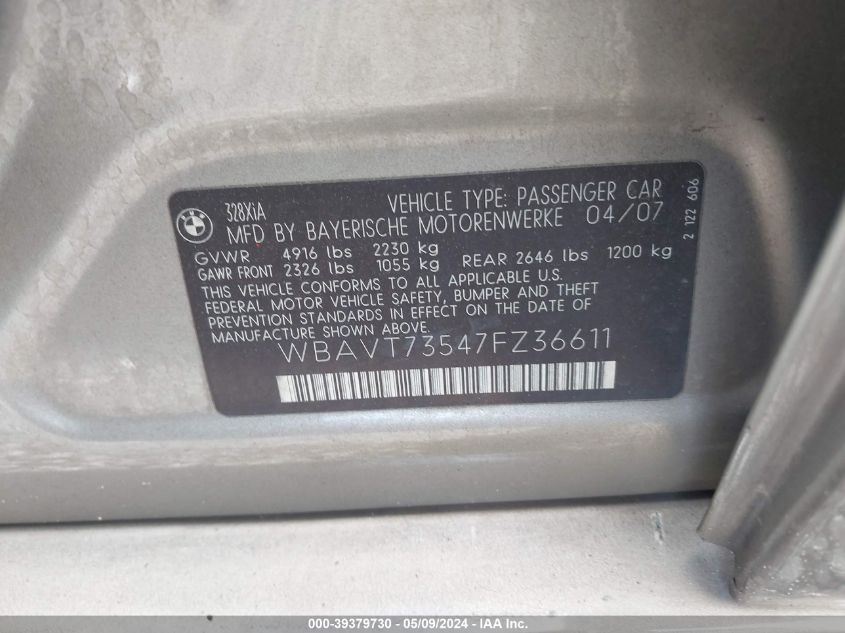 BMW
328XiA
VEHICLE TYPE: PASSENGER CAR
MFD BY BAYERISCHE MOTORENWERKE 04/07
GVWR 4916 lbs 2230 kg
GAWR FRONT 2326 lbs 1055 kg REAR 2646 lbs 1200 kg
THIS VEHICLE CONFORMS TO ALL APPLICABLE U.S.
FEDERAL MOTOR VEHICLE SAFETY, BUMPER AND THEFT
PREVENTION STANDARDS IN EFFECT ON THE DATE OF
MANUFACTURE SHOWN ABOVE.
WBAVT73547FZ36611
2 122 606
000-39379730 — 05/09/2024 — IAA Inc.